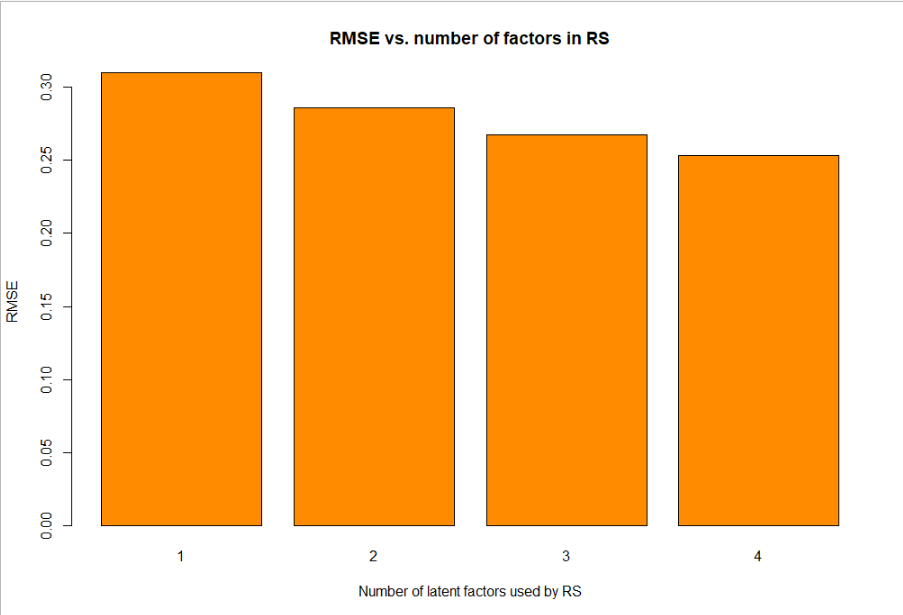 RMSE vs. number of factors in RS
0.30
0.25
0.20
0.15
0.10
0.05
0.00
RMSE
1 2 3 4
Number of latent factors used by RS